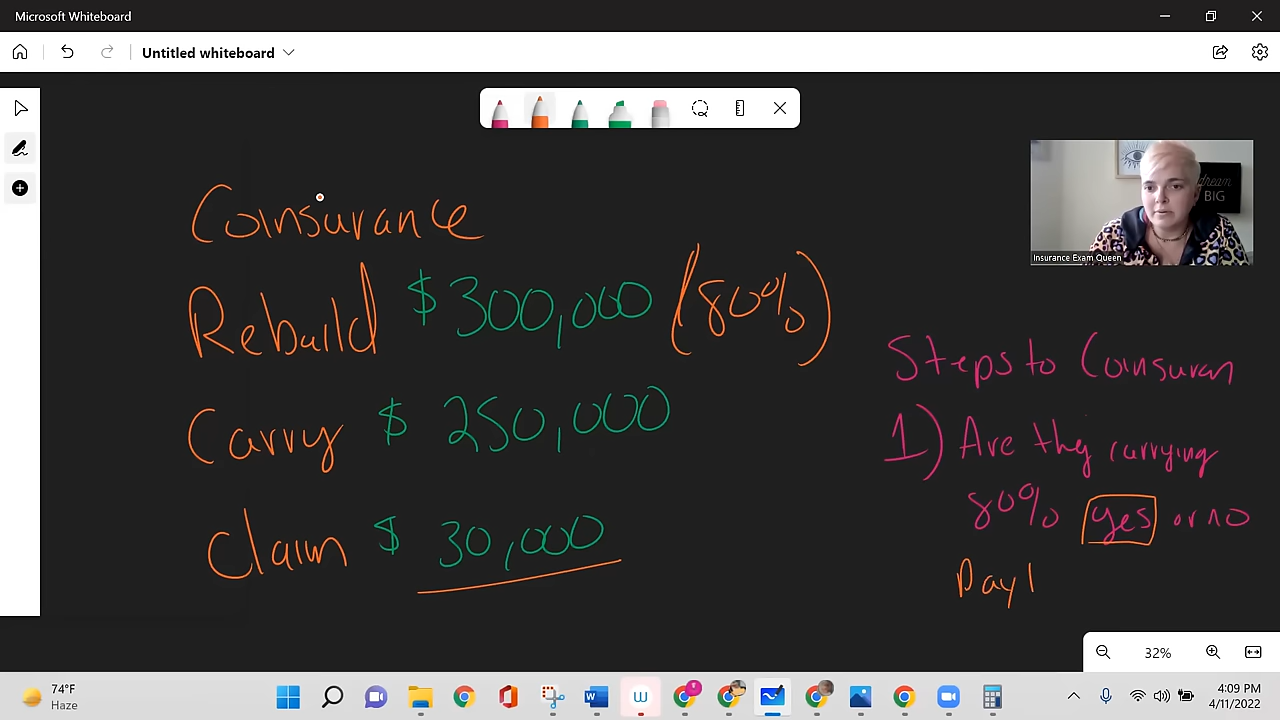 Microsoft Whiteboard
Untitled whiteboard
dream
BIG
Insurance Exam Queen
Coinsurance
Rebuild $ 300,000 (80%)
Carry $ 250,000
Claim $ 30,000
Steps to Coinsuran
1) Are they carrying
80% yes or no
Day 1
32%
74°F
Haze
4:09 PM
4/11/2022